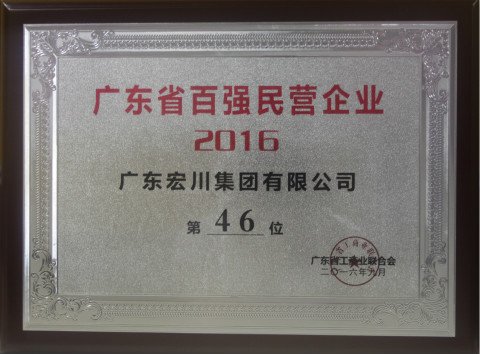 广东省百强民营企业
2016
广东宏川集团有限公司
第 46 位
广东省工商业联合会
二〇一六年九月